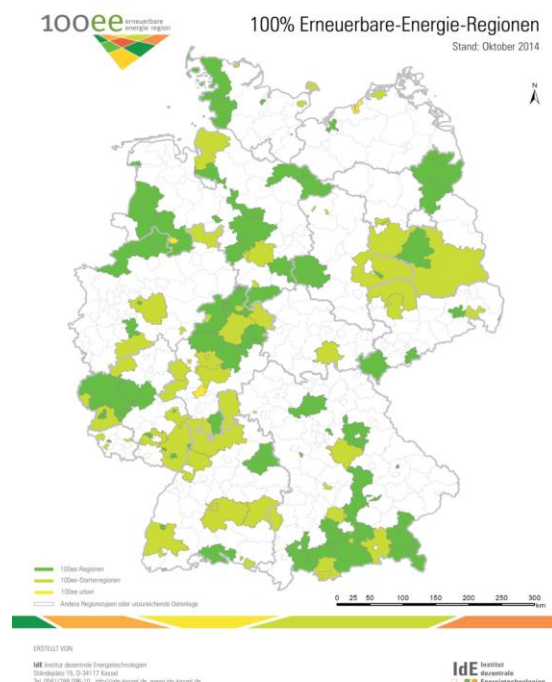 100ee erneuerbare
energie region
100% Erneuerbare-Energie-Regionen
Stand: Oktober 2014
N
100ee-Regionen
100ee-Starterregionen
100ee urban
Andere Regionstypen oder unzureichende Datenlage
0 25 50 100 150 200 250 300
km
ERSTELLT VON
IdE Institut dezentrale Energietechnologien
Ständeplatz 15, D-34117 Kassel
IdE Institut
dezentrale
Energietechnologien